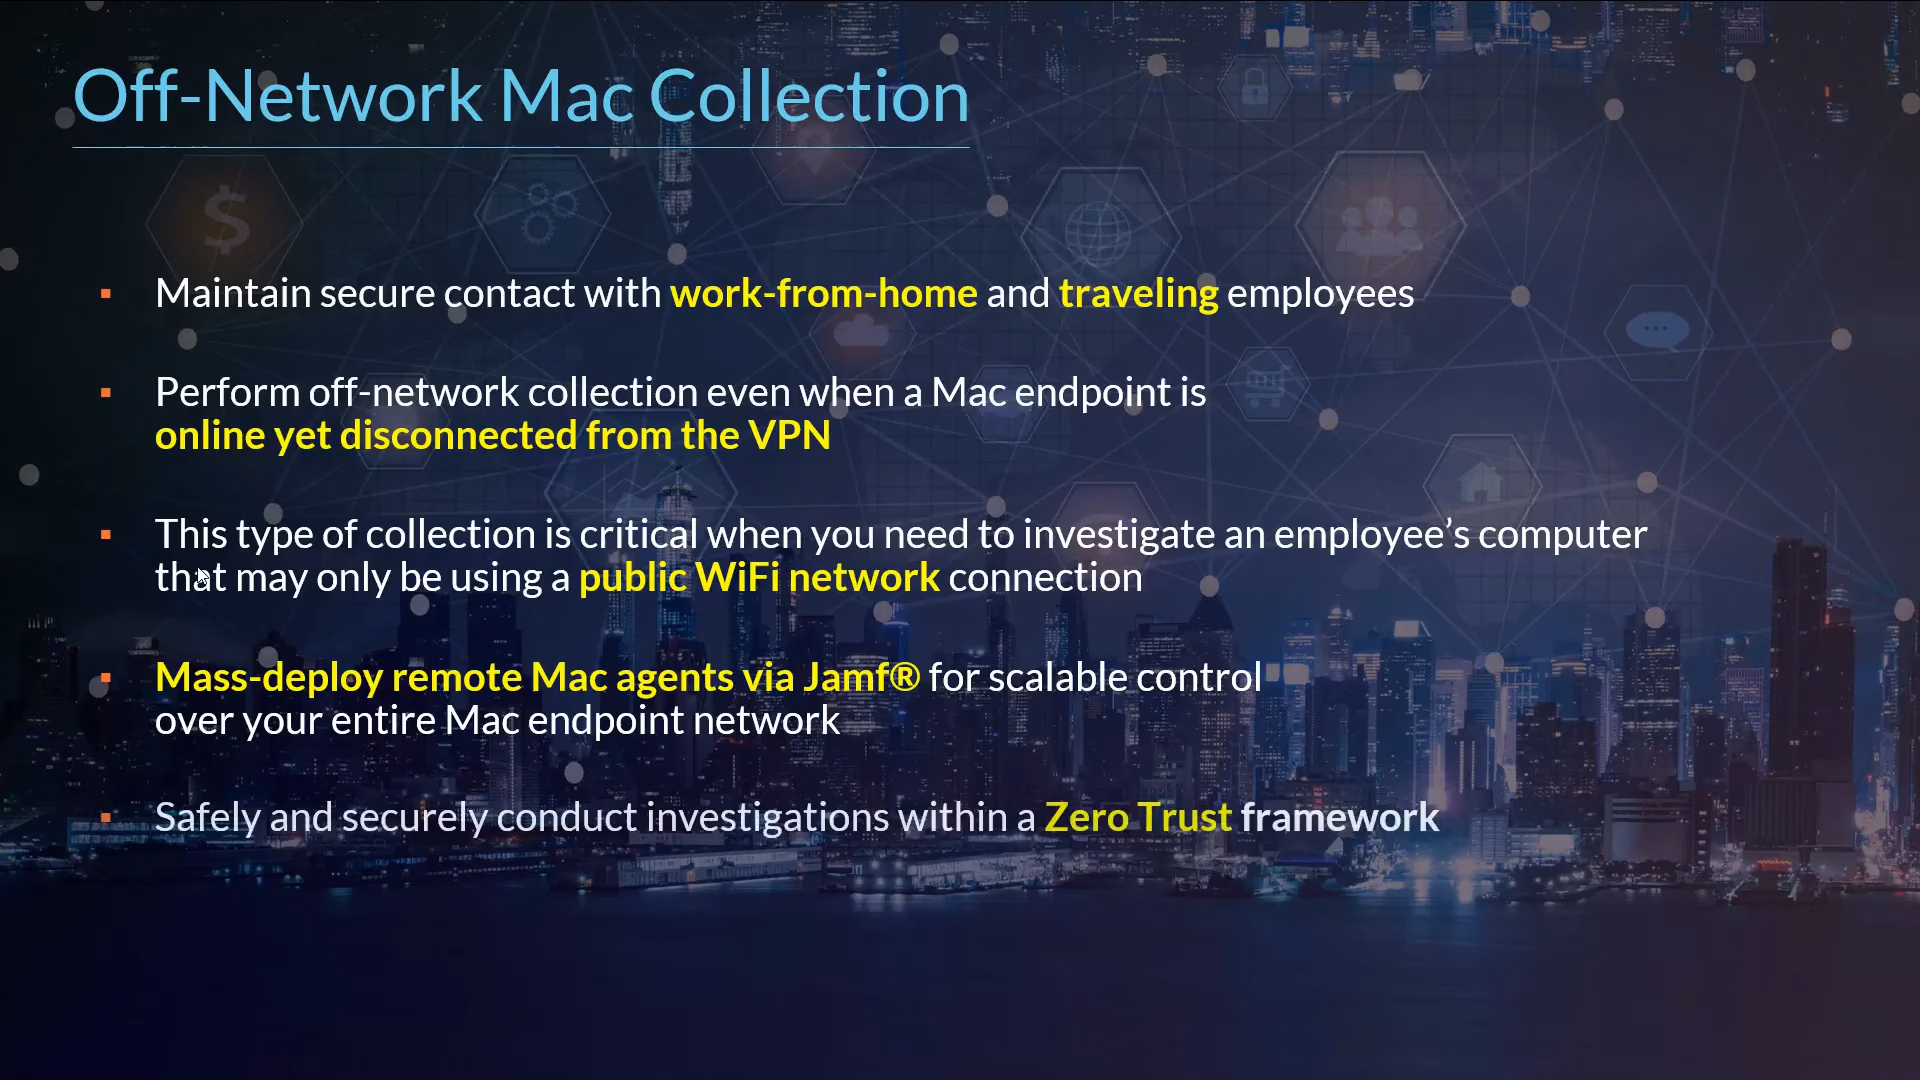 Off-Network Mac Collection
Maintain secure contact with work-from-home and traveling employees
Perform off-network collection even when a Mac endpoint is
online yet disconnected from the VPN
This type of collection is critical when you need to investigate an employee’s computer
that may only be using a public WiFi network connection
Mass-deploy remote Mac agents via Jamf® for scalable control
over your entire Mac endpoint network
Safely and securely conduct investigations within a Zero Trust framework